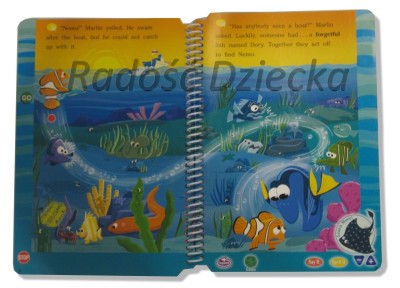 "Nemo!" Marlin yelled. He swam
after the boat, but he could not catch
up with it.
"Has anybody seen a boat?" Marlin
asked. Luckily, someone had . . . a forgetful
fish named Dory. Together they set off
to find Nemo.
Radość Dziecka
GO
STOP